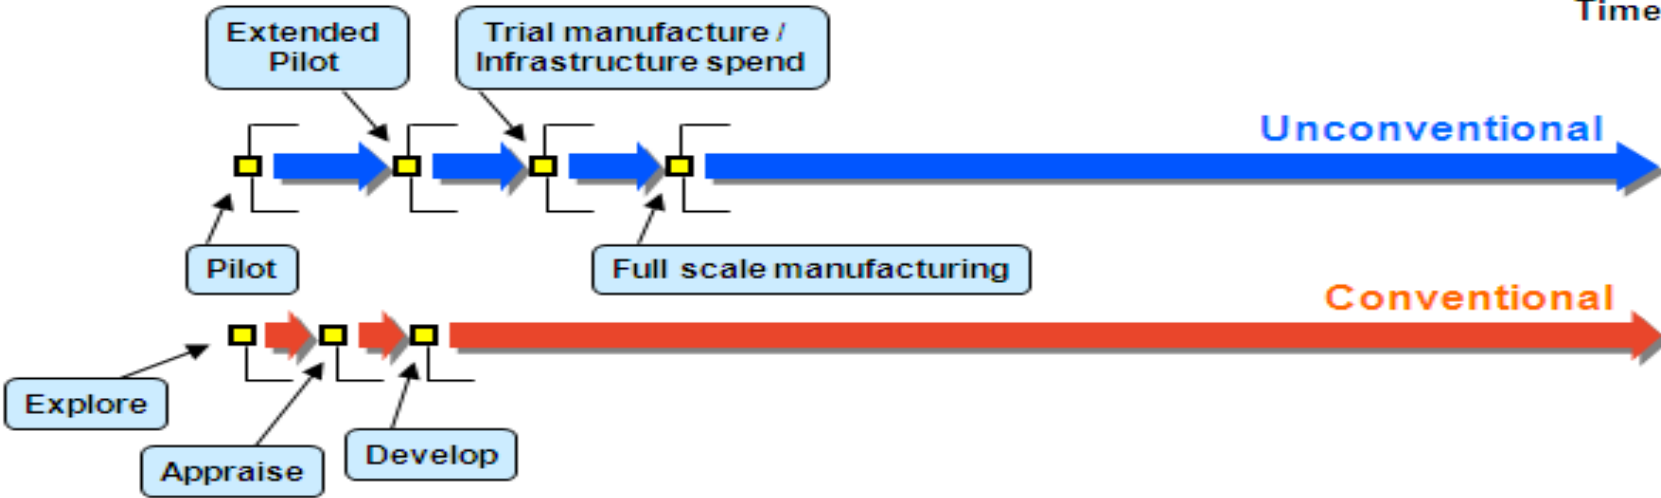 Time
Extended
Pilot
Trial manufacture /
Infrastructure spend
Unconventional
Pilot
Full scale manufacturing
Conventional
Explore
Appraise
Develop